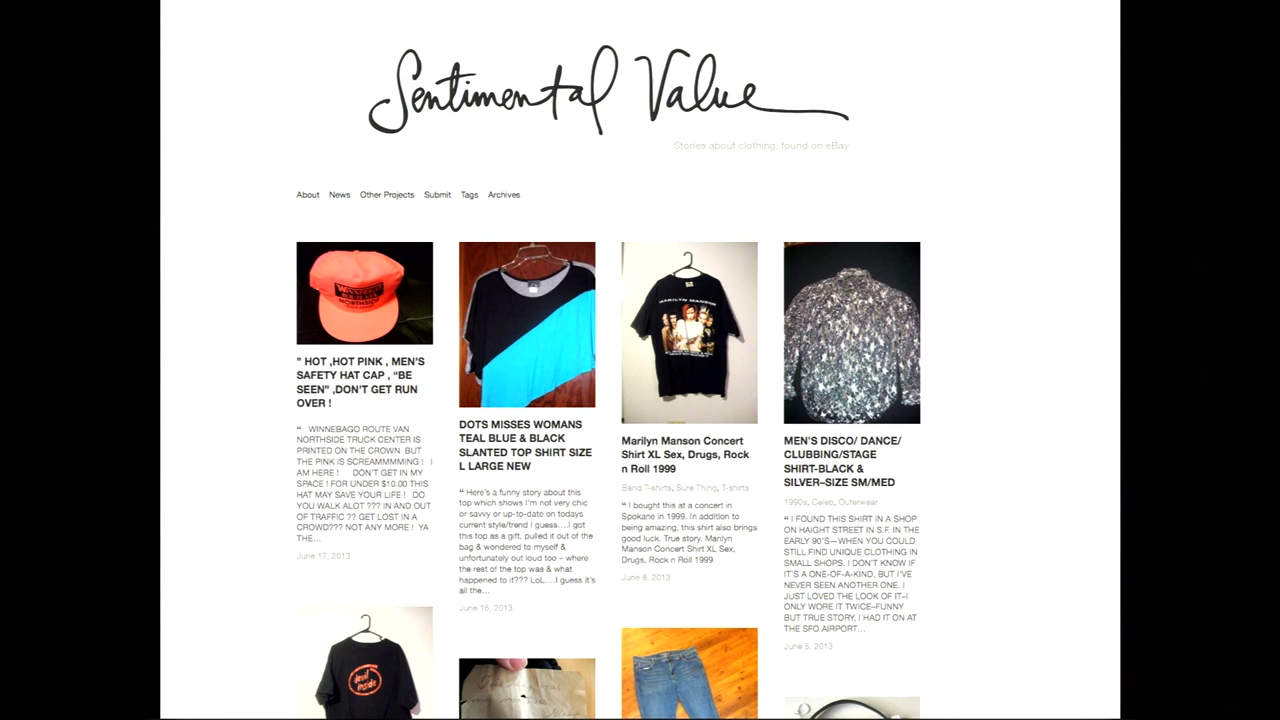 Sentimental Value
Stories about clothing, found on eBay
About News Other Projects Submit Tags Archives
WINNEBAGO
NORTHSIDE
" HOT ,HOT PINK , MEN'S
SAFETY HAT CAP , "BE
SEEN" ,DON'T GET RUN
OVER !
“ WINNEBAGO ROUTE VAN
NORTHSIDE TRUCK CENTER IS
PRINTED ON THE CROWN BUT
THE PINK IS SCREAMMMMING ! I
AM HERE ! DON'T GET IN MY
SPACE ! FOR UNDER $10.00 THIS
HAT MAY SAVE YOUR LIFE ! DO
YOU WALK ALOT ??? IN AND OUT
OF TRAFFIC ?? GET LOST IN A
CROWD??? NOT ANY MORE ! YA
THE...
June 17, 2013
devil
inside
DOTS MISSES WOMANS
TEAL BLUE & BLACK
SLANTED TOP SHIRT SIZE
L LARGE NEW
“ Here's a funny story about this
top which shows I'm not very chic
or savvy or up-to-date on todays
current style/trend I guess....I got
this top as a gift, pulled it out of the
bag & wondered to myself &
unfortunately out loud too – where
the rest of the top was & what
happened to it??? LoL....I guess it's
all the...
June 16, 2013
MARILYN MANSON
Marilyn Manson Concert
Shirt XL Sex, Drugs, Rock
n Roll 1999
Band T-shirts, Sure Thing, T-shirts
“ I bought this at a concert in
Spokane in 1999. In addition to
being amazing, this shirt also brings
good luck. True story. Marilyn
Manson Concert Shirt XL Sex,
Drugs, Rock n Roll 1999
June 8, 2013
MEN'S DISCO/ DANCE/
CLUBBING/STAGE
SHIRT-BLACK &
SILVER–SIZE SM/MED
1990s, Celeb, Outerwear
“ I FOUND THIS SHIRT IN A SHOP
ON HAIGHT STREET IN S.F. IN THE
EARLY 90'S—WHEN YOU COULD
STILL FIND UNIQUE CLOTHING IN
SMALL SHOPS. I DON'T KNOW IF
IT'S A ONE-OF-A-KIND, BUT I'VE
NEVER SEEN ANOTHER ONE. I
JUST LOVED THE LOOK OF IT–I
ONLY WORE IT TWICE–FUNNY
BUT TRUE STORY, I HAD IT ON AT
THE SFO AIRPORT...
June 5, 2013